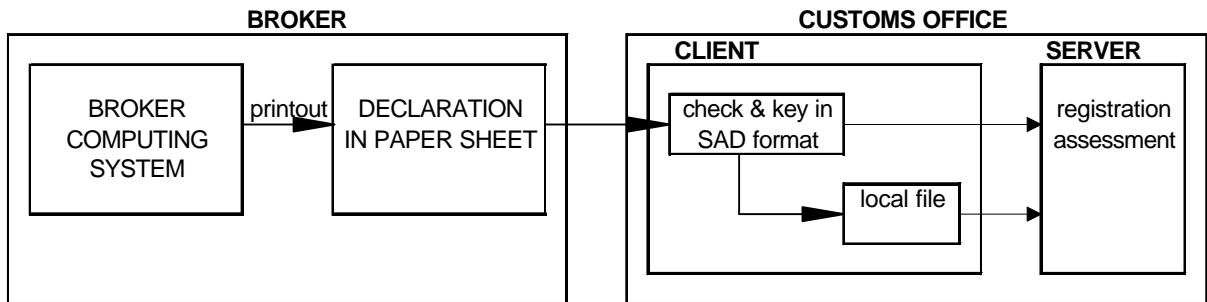 BROKER
CUSTOMS OFFICE
CLIENT
SERVER
BROKER
COMPUTING
SYSTEM
printout
DECLARATION
IN PAPER SHEET
check & key in
SAD format
local file
registration
assessment